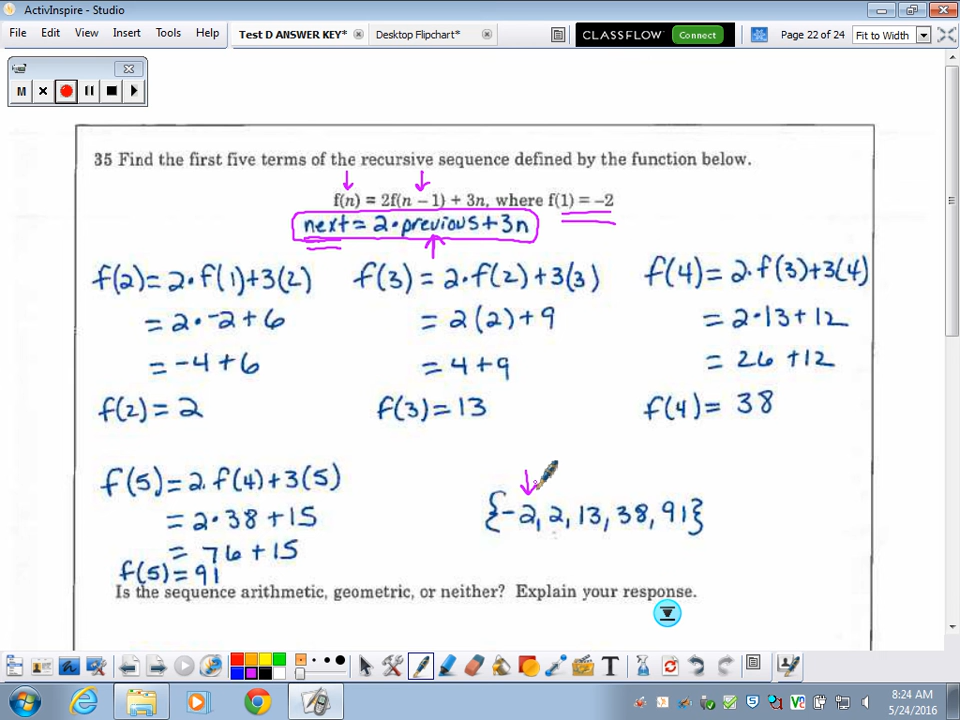 ActivInspire - Studio
File Edit View Insert Tools Help
Test D ANSWER KEY* Desktop Flipchart*
CLASSFLOW Connect
Page 22 of 24 Fit to Width
M
35 Find the first five terms of the recursive sequence defined by the function below.
f(n) = 2f(n − 1) + 3n, where f(1) = −2
next = 2•previous + 3n
f(2) = 2•f(1)+3(2)
= 2•-2+6
= -4+6
f(2) = 2
f(3) = 2•f(2)+3(3)
= 2(2)+9
= 4+9
f(3) = 13
f(4) = 2•f(3)+3(4)
= 2•13+12
= 26+12
f(4) = 38
f(5) = 2•f(4)+3(5)
= 2•38+15
= 76+15
f(5) = 91
{-2, 2, 13, 38, 91}
Is the sequence arithmetic, geometric, or neither? Explain your response.
T
8:24 AM
5/24/2016